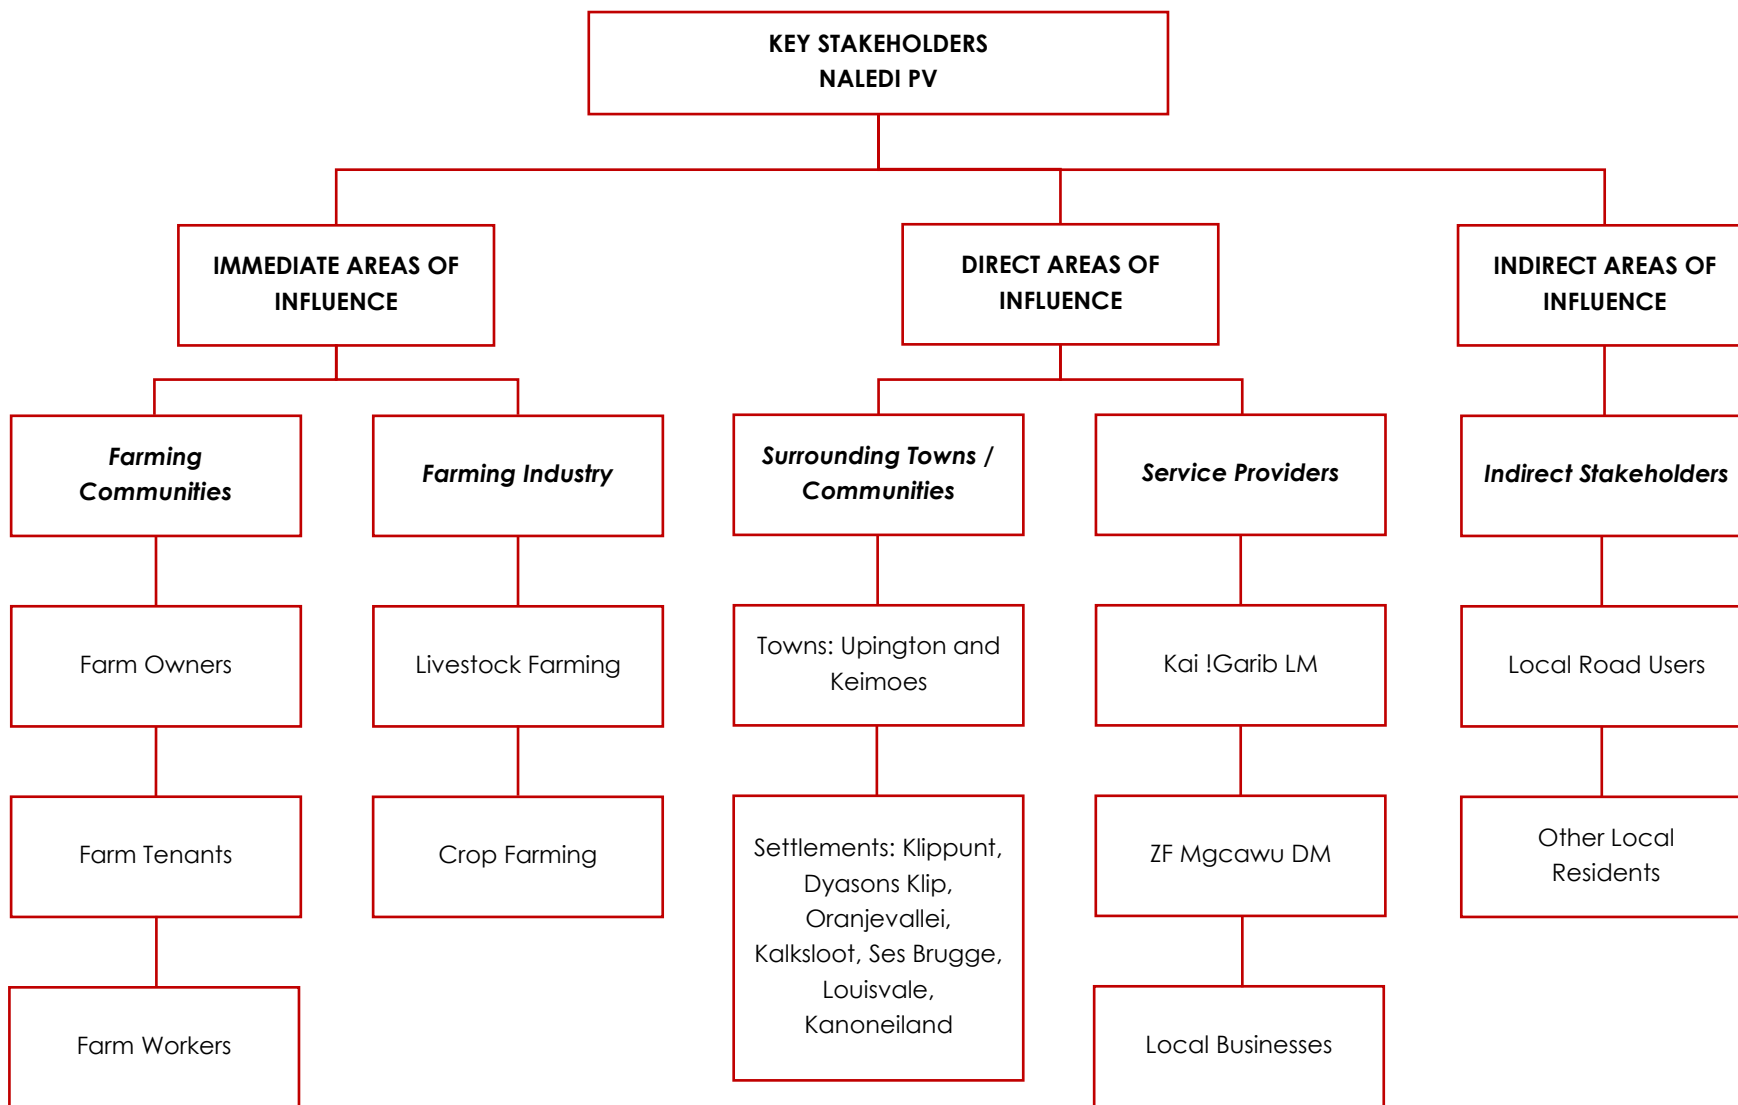 KEY STAKEHOLDERS
NALEDI PV
IMMEDIATE AREAS OF
INFLUENCE
DIRECT AREAS OF
INFLUENCE
INDIRECT AREAS OF
INFLUENCE
Farming
Communities
Farming Industry
Surrounding Towns /
Communities
Service Providers
Indirect Stakeholders
Farm Owners
Livestock Farming
Towns: Upington and
Keimoes
Kai !Garib LM
Local Road Users
Farm Tenants
Crop Farming
Settlements: Klippunt,
Dyasons Klip,
Oranjevallei,
Kalksloot, Ses Brugge,
Louisvale,
Kanoneiland
ZF Mgcawu DM
Other Local
Residents
Farm Workers
Local Businesses